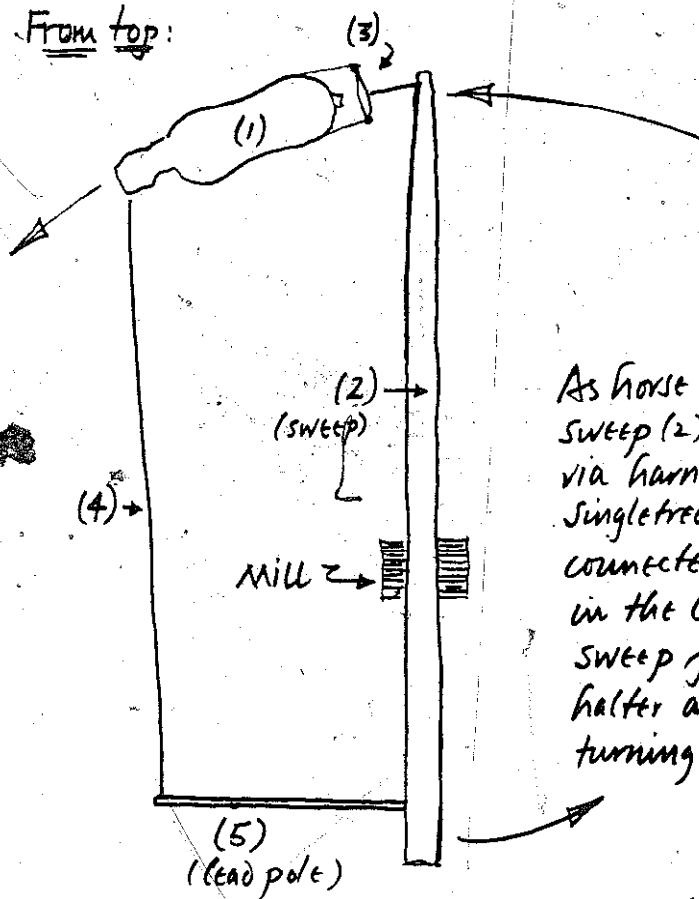 From top:
(3)
(1)
(2)
(sweep)
(4)
Mill
(5)
(lead pole)
As horse
sweep (2)
via harn
singletree
connecte
in the
sweep
halter a
turning